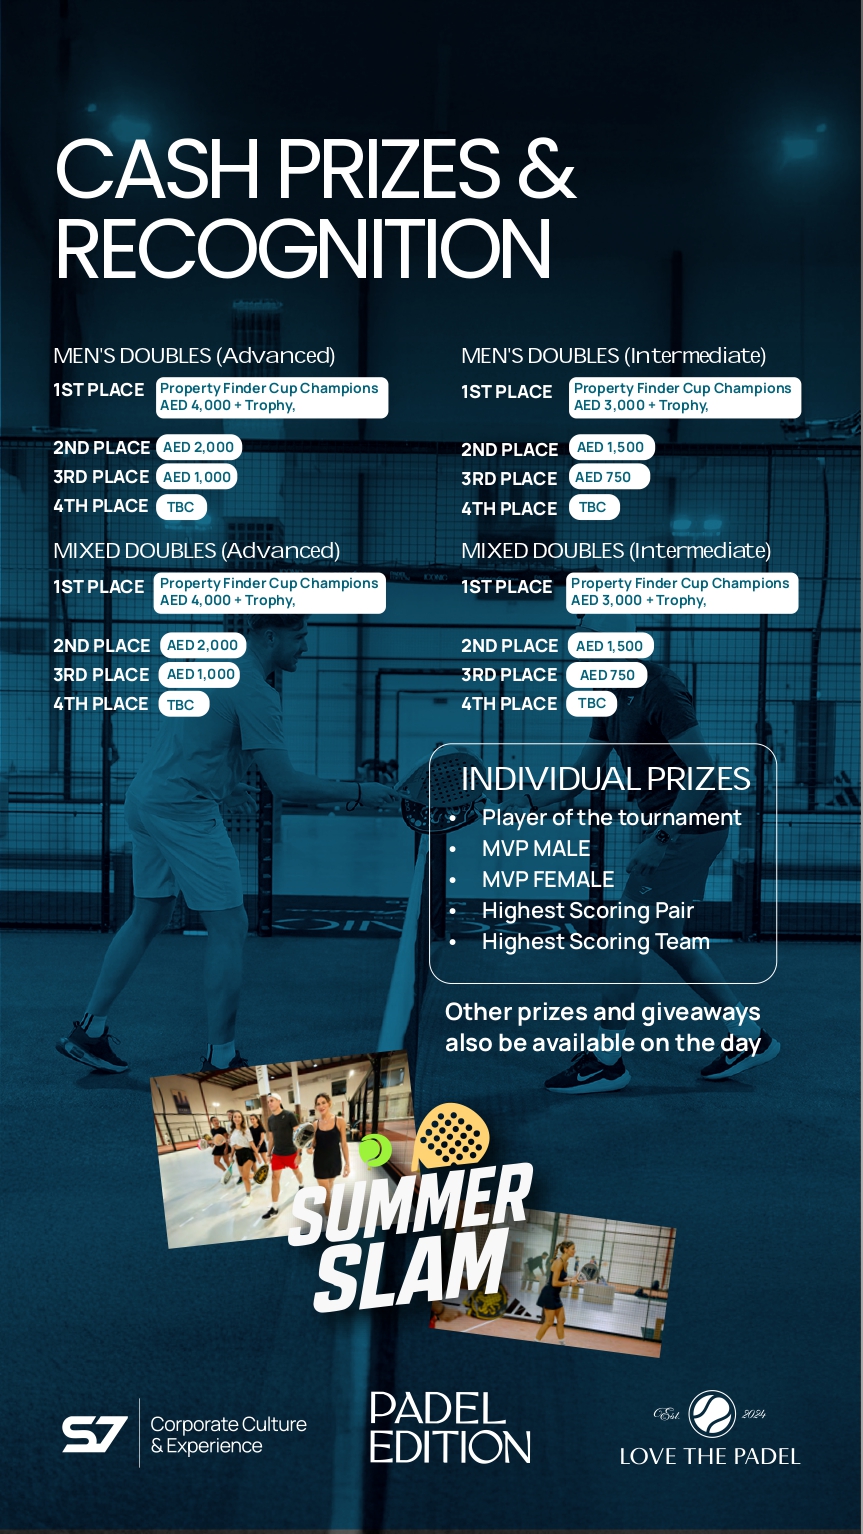 CASH PRIZES &
RECOGNITION
MEN'S DOUBLES (Advanced)
1ST PLACE Property Finder Cup Champions
AED 4,000 + Trophy,
2ND PLACE AED 2,000
3RD PLACE AED 1,000
4TH PLACE TBC
MEN'S DOUBLES (Intermediate)
1ST PLACE Property Finder Cup Champions
AED 3,000 + Trophy,
2ND PLACE AED 1,500
3RD PLACE AED 750
4TH PLACE TBC
MIXED DOUBLES (Advanced)
1ST PLACE Property Finder Cup Champions
AED 4,000 + Trophy,
2ND PLACE AED 2,000
3RD PLACE AED 1,000
4TH PLACE TBC
MIXED DOUBLES (Intermediate)
1ST PLACE Property Finder Cup Champions
AED 3,000 + Trophy,
2ND PLACE AED 1,500
3RD PLACE AED 750
4TH PLACE TBC
INDIVIDUAL PRIZES
• Player of the tournament
• MVP MALE
• MVP FEMALE
• Highest Scoring Pair
• Highest Scoring Team
Other prizes and giveaways
also be available on the day
SUMMER
SLAM
S7
Corporate Culture
& Experience
PADEL
EDITION
Est. 2024
LOVE THE PADEL